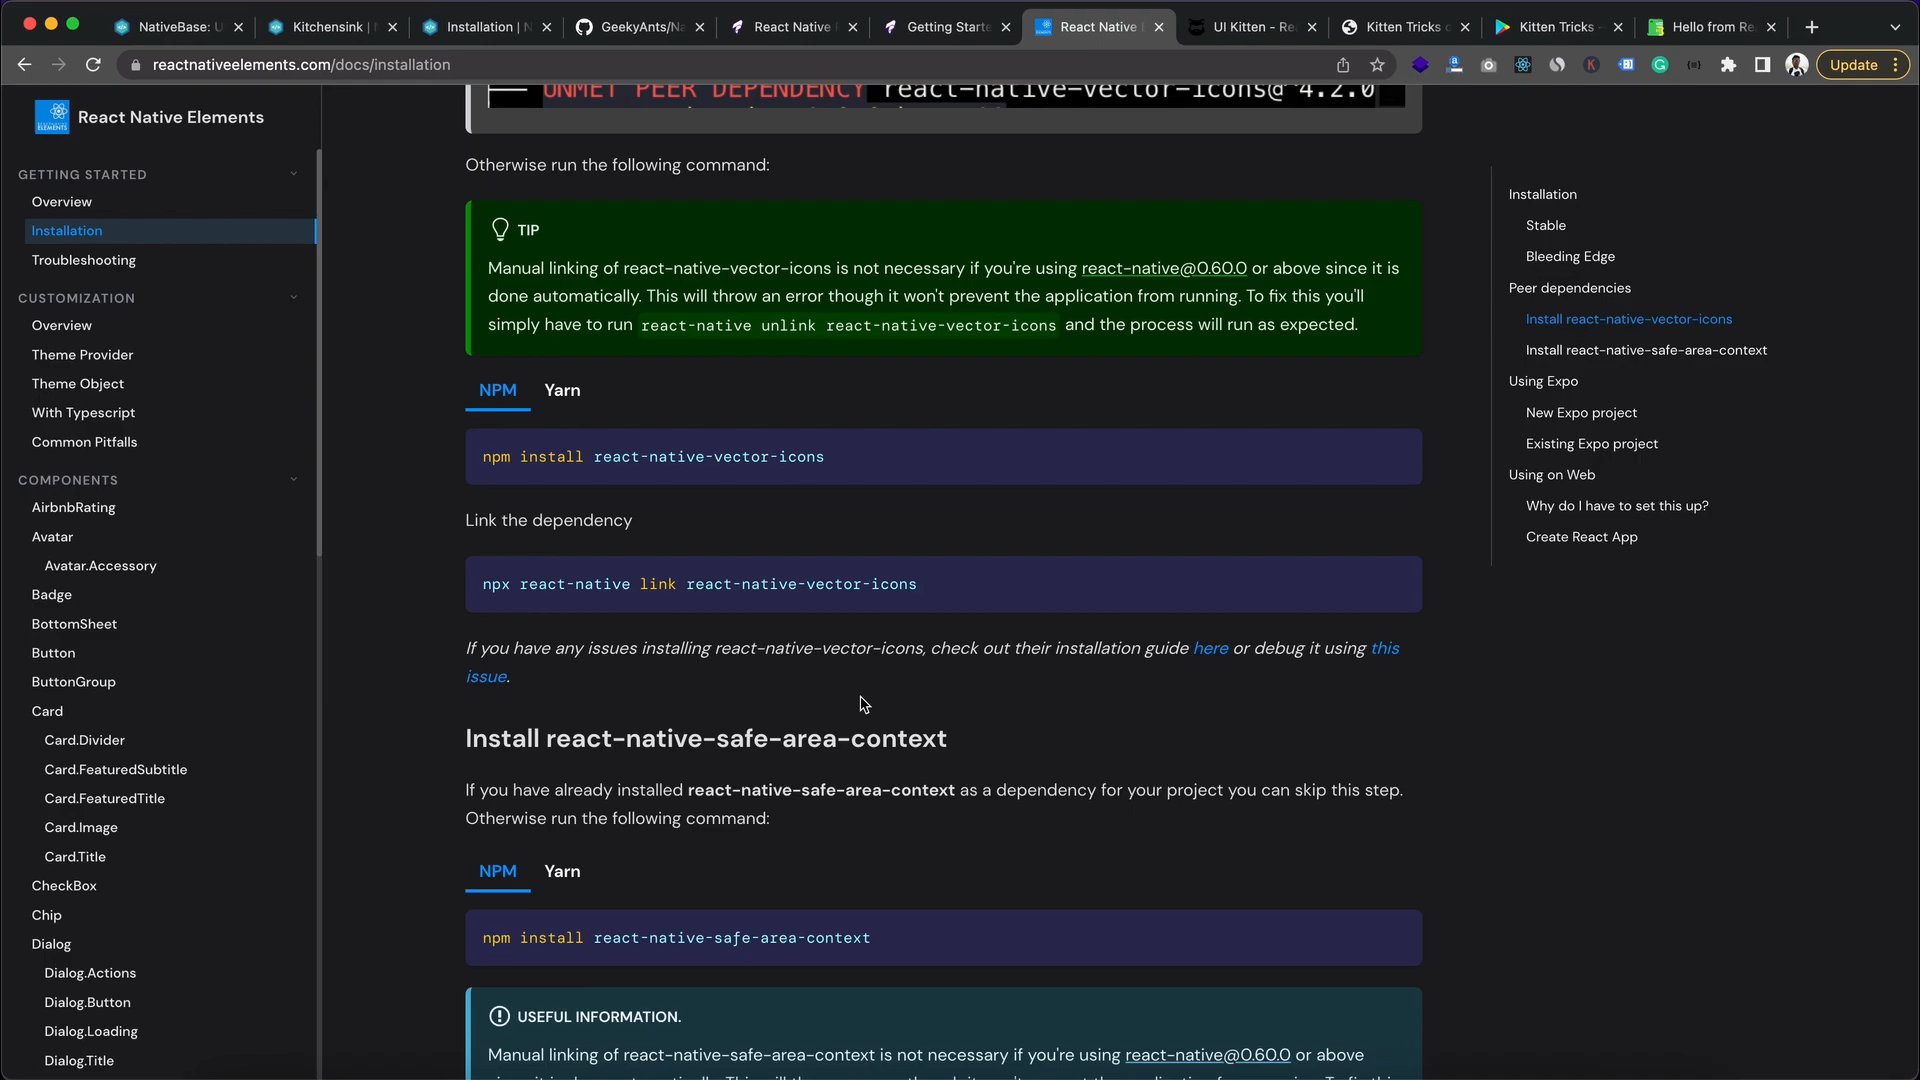 NativeBase: U
Kitchensink |
Installation | N
GeekyAnts/Na
React Native
Getting Starte
React Native
UI Kitten - Re
Kitten Tricks o
Kitten Tricks –
Hello from Re
reactnativeelements.com/docs/installation
Update
React Native Elements
GETTING STARTED
Overview
Installation
Troubleshooting
CUSTOMIZATION
Overview
Theme Provider
Theme Object
With Typescript
Common Pitfalls
COMPONENTS
AirbnbRating
Avatar
Avatar.Accessory
Badge
BottomSheet
Button
ButtonGroup
Card
Card.Divider
Card.FeaturedSubtitle
Card.FeaturedTitle
Card.Image
Card.Title
CheckBox
Chip
Dialog
Dialog.Actions
Dialog.Button
Dialog.Loading
Dialog.Title
UNMET PEER DEPENDENCY react-native-vector-icons@^4.2.0
Otherwise run the following command:
TIP
Manual linking of react-native-vector-icons is not necessary if you're using react-native@0.60.0 or above since it is
done automatically. This will throw an error though it won't prevent the application from running. To fix this you'll
simply have to run react-native unlink react-native-vector-icons and the process will run as expected.
NPM Yarn
npm install react-native-vector-icons
Link the dependency
npx react-native link react-native-vector-icons
If you have any issues installing react-native-vector-icons, check out their installation guide here or debug it using this
issue.
Install react-native-safe-area-context
If you have already installed react-native-safe-area-context as a dependency for your project you can skip this step.
Otherwise run the following command:
NPM Yarn
npm install react-native-safe-area-context
USEFUL INFORMATION.
Manual linking of react-native-safe-area-context is not necessary if you're using react-native@0.60.0 or above
Installation
Stable
Bleeding Edge
Peer dependencies
Install react-native-vector-icons
Install react-native-safe-area-context
Using Expo
New Expo project
Existing Expo project
Using on Web
Why do I have to set this up?
Create React App